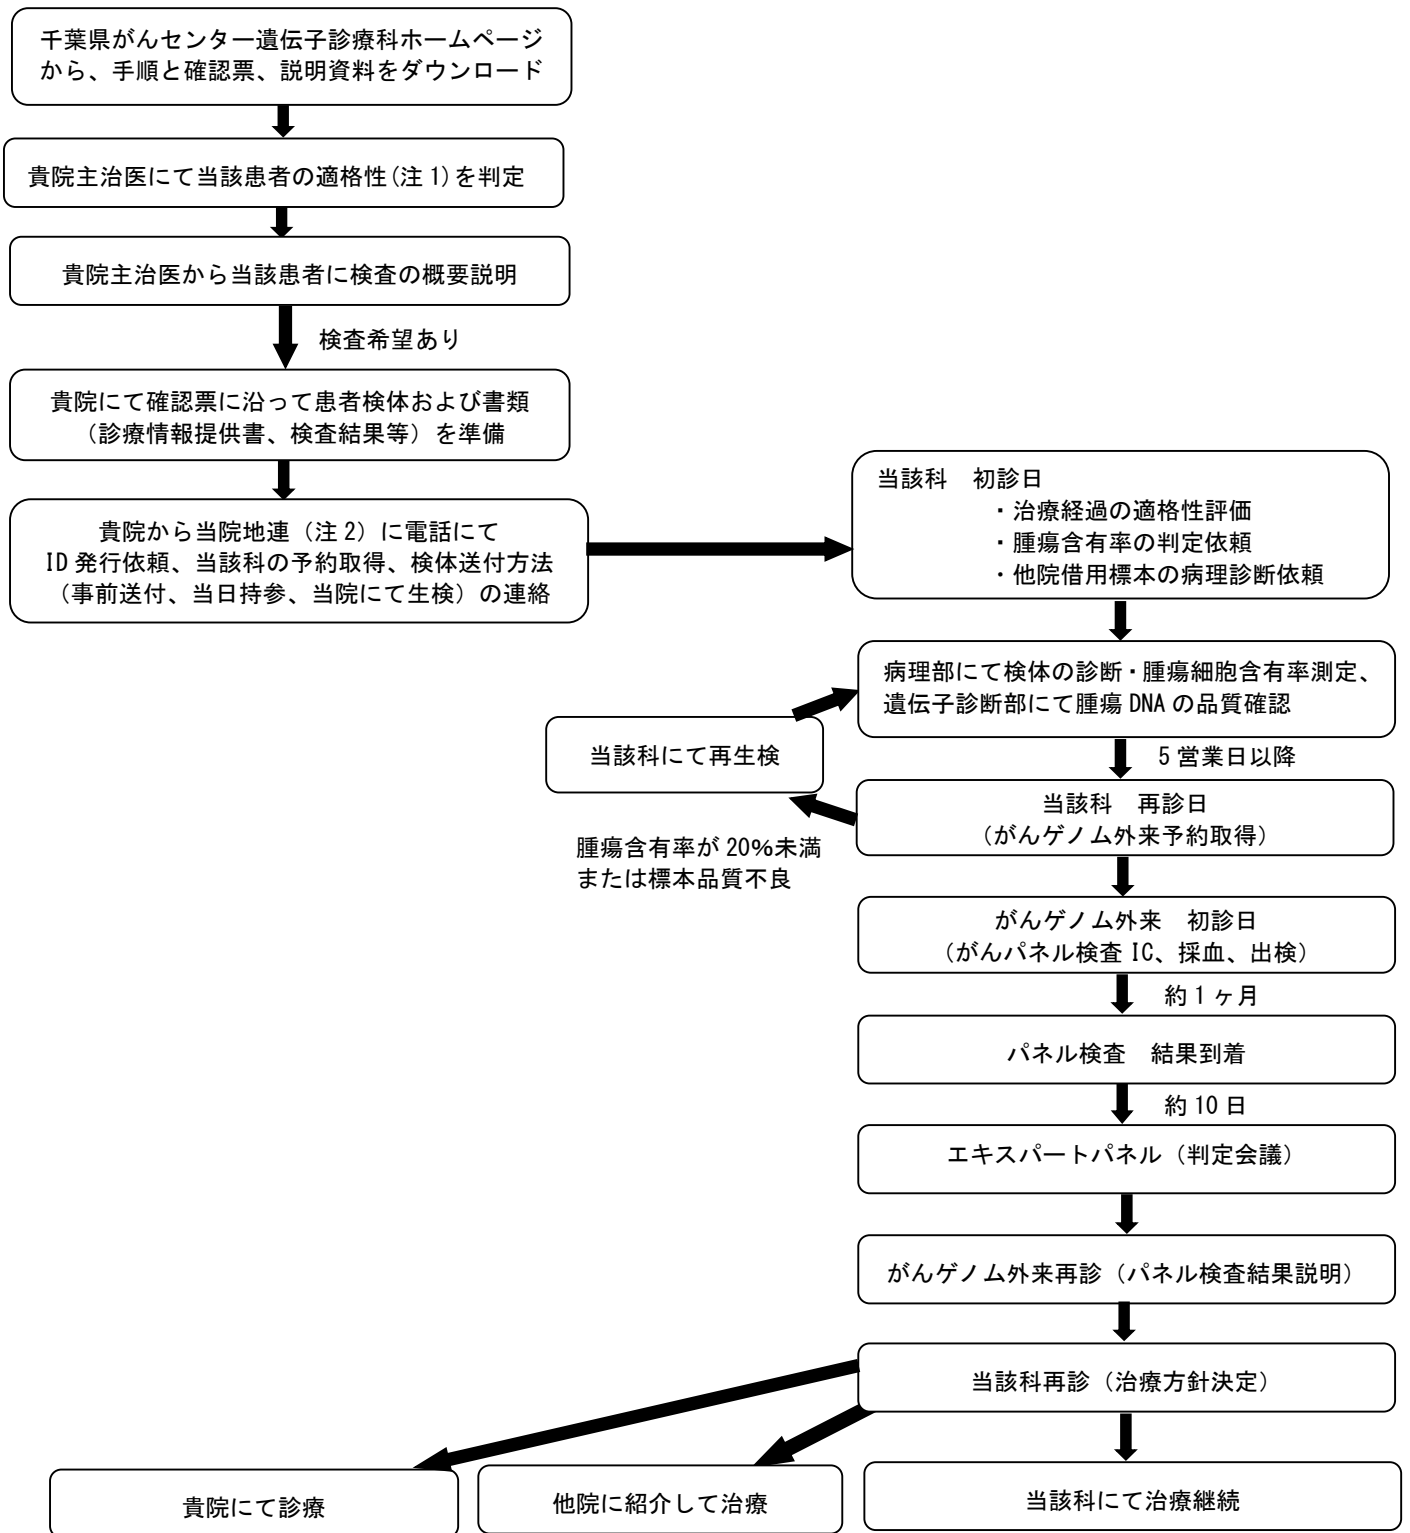 千葉県がんセンター遺伝子診療科ホームページ
から、手順と確認票、説明資料をダウンロード
貴院主治医にて当該患者の適格性(注1)を判定
貴院主治医から当該患者に検査の概要説明
検査希望あり
貴院にて確認票に沿って患者検体および書類
（診療情報提供書、検査結果等）を準備
貴院から当院地連（注2）に電話にて
ID発行依頼、当該科の予約取得、検体送付方法
（事前送付、当日持参、当院にて生検）の連絡
当該科　初診日
・治療経過の適格性評価
・腫瘍含有率の判定依頼
・他院借用標本の病理診断依頼
病理部にて検体の診断・腫瘍細胞含有率測定、
遺伝子診断部にて腫瘍DNAの品質確認
当該科にて再生検
5営業日以降
当該科　再診日
（がんゲノム外来予約取得）
腫瘍含有率が20%未満
または標本品質不良
がんゲノム外来　初診日
（がんパネル検査IC、採血、出検）
約1ヶ月
パネル検査　結果到着
約10日
エキスパートパネル（判定会議）
がんゲノム外来再診（パネル検査結果説明）
当該科再診（治療方針決定）
貴院にて診療
他院に紹介して治療
当該科にて治療継続